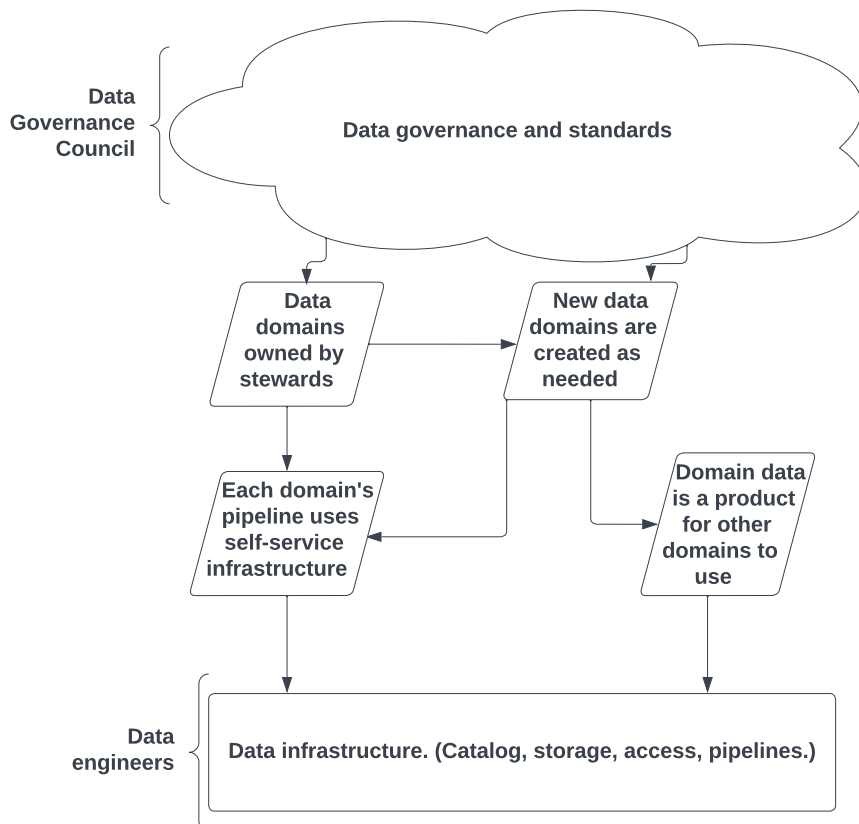 Data
Governance
Council
Data governance and standards
Data
domains
owned by
stewards
New data
domains are
created as
needed
Each domain's
pipeline uses
self-service
infrastructure
Domain data
is a product
for other
domains to
use
Data
engineers
Data infrastructure. (Catalog, storage, access, pipelines.)